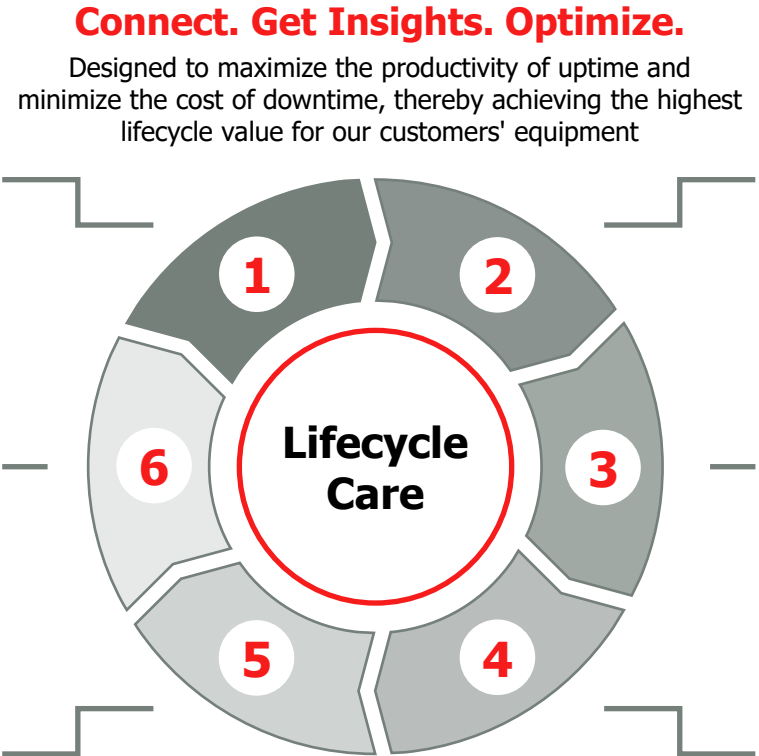 Connect. Get Insights. Optimize.
Designed to maximize the productivity of uptime and
minimize the cost of downtime, thereby achieving the highest
lifecycle value for our customers' equipment
1
2
3
4
5
6
Lifecycle
Care